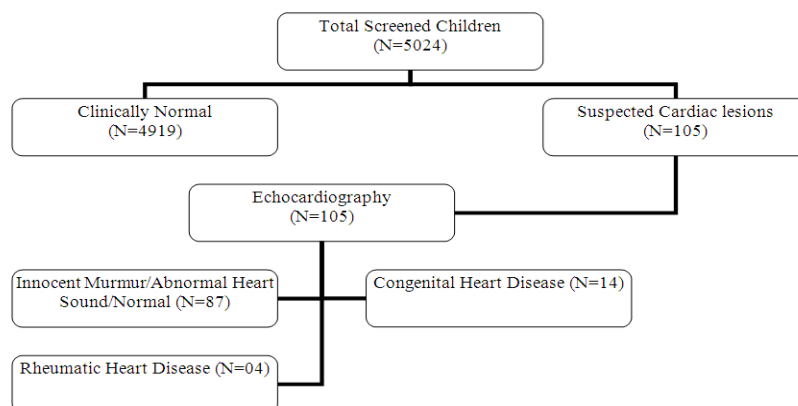 Total Screened Children
(N=5024)
Clinically Normal
(N=4919)
Suspected Cardiac lesions
(N=105)
Echocardiography
(N=105)
Innocent Murmur/Abnormal Heart
Sound/Normal (N=87)
Congenital Heart Disease (N=14)
Rheumatic Heart Disease (N=04)